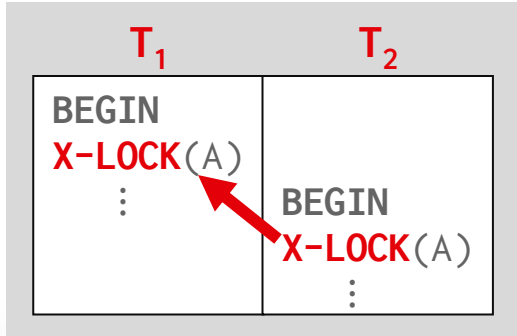 T1 T2
BEGIN
X-LOCK(A)
⋮
BEGIN
X-LOCK(A)
⋮